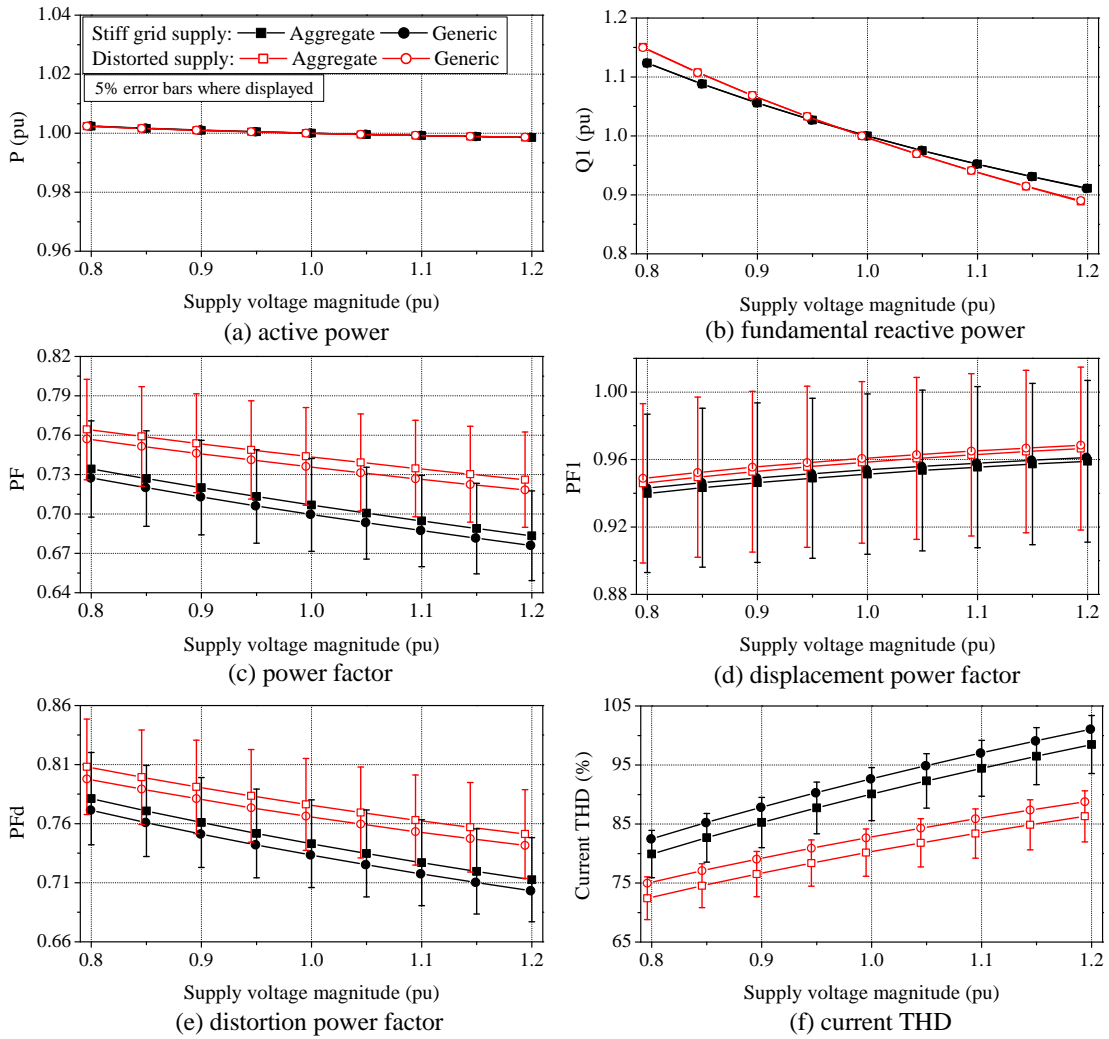 Stiff grid supply: Aggregate Generic
Distorted supply: Aggregate Generic
5% error bars where displayed
1.04
1.02
1.00
0.98
0.96
P (pu)
0.8 0.9 1.0 1.1 1.2
Supply voltage magnitude (pu)
(a) active power
1.2
1.1
1.0
0.9
0.8
Q1 (pu)
0.8 0.9 1.0 1.1 1.2
Supply voltage magnitude (pu)
(b) fundamental reactive power
0.82
0.79
0.76
0.73
0.70
0.67
0.64
PF
0.8 0.9 1.0 1.1 1.2
Supply voltage magnitude (pu)
(c) power factor
1.00
0.96
0.92
0.88
PF1
0.8 0.9 1.0 1.1 1.2
Supply voltage magnitude (pu)
(d) displacement power factor
0.86
0.81
0.76
0.71
0.66
PFd
0.8 0.9 1.0 1.1 1.2
Supply voltage magnitude (pu)
(e) distortion power factor
105
95
85
75
65
Current THD (%)
0.8 0.9 1.0 1.1 1.2
Supply voltage magnitude (pu)
(f) current THD